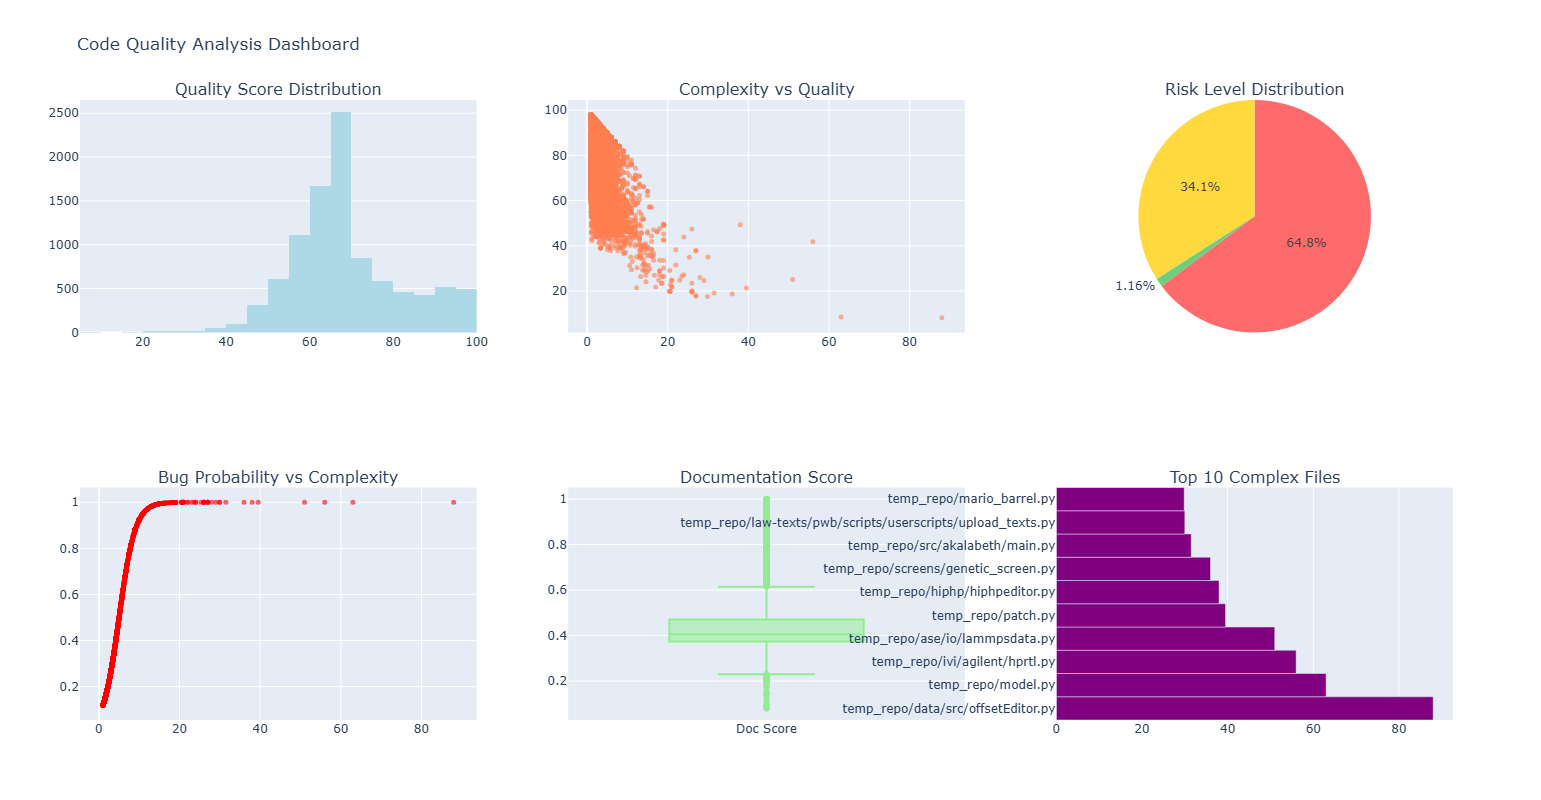 Code Quality Analysis Dashboard
Quality Score Distribution
2500
2000
1500
1000
500
0
20
40
60
80
100
Complexity vs Quality
100
80
60
40
20
0
20
40
60
80
Risk Level Distribution
34.1%
64.8%
1.16%
Bug Probability vs Complexity
1
0.8
0.6
0.4
0.2
0
20
40
60
80
Documentation Score
1
0.8
0.6
0.4
0.2
Doc Score
Top 10 Complex Files
temp_repo/mario_barrel.py
temp_repo/law-texts/pwb/scripts/userscripts/upload_texts.py
temp_repo/src/akalabeth/main.py
temp_repo/screens/genetic_screen.py
temp_repo/hiphp/hiphpeditor.py
temp_repo/patch.py
temp_repo/ase/io/lammpsdata.py
temp_repo/ivi/agilent/hprtl.py
temp_repo/model.py
temp_repo/data/src/offsetEditor.py
0
20
40
60
80